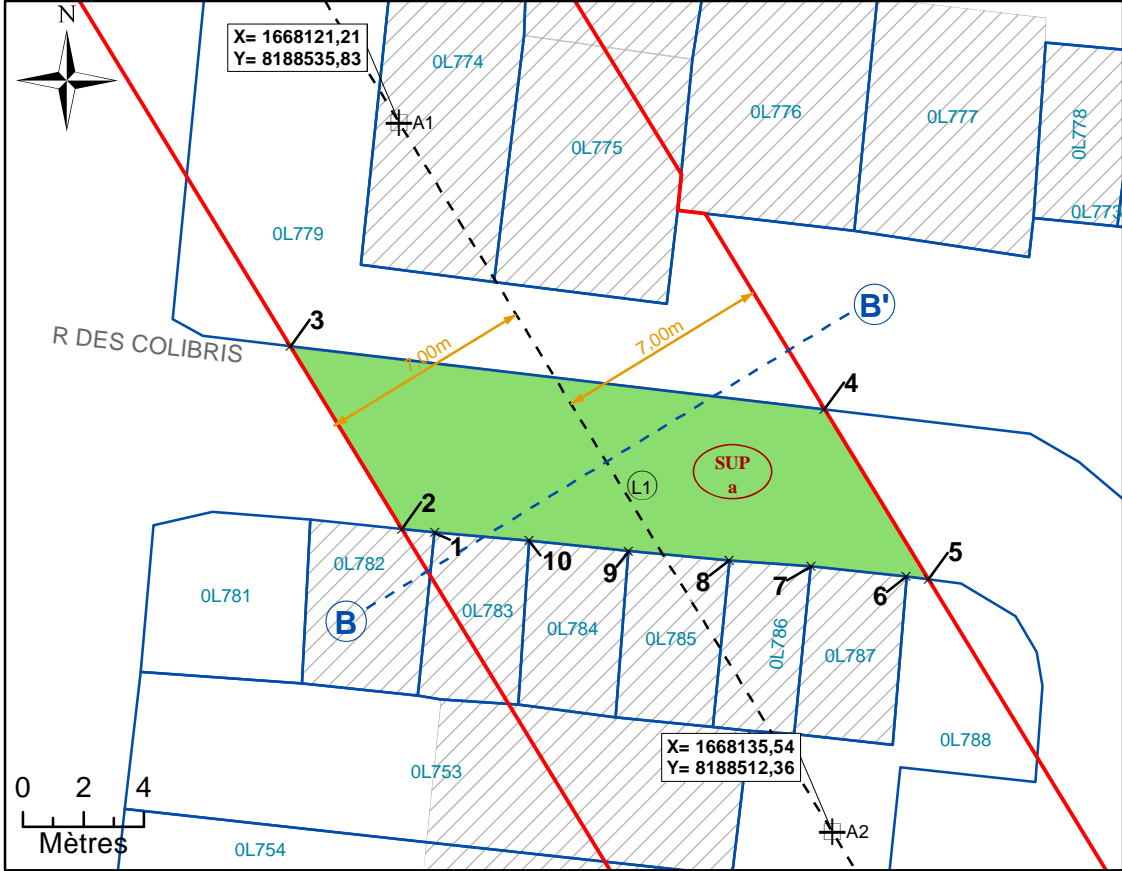 N
X= 1668121,21
Y= 8188535,83
A1
0L774
0L775
0L776
0L777
0L778
0L773
0L779
R DES COLIBRIS
3
7,00m
7,00m
B'
4
SUP
a
L1
2
1
10
9
8
7
6
5
0L781
0L782
0L783
0L784
0L785
0L786
0L787
0L788
B
X= 1668135,54
Y= 8188512,36
A2
0L753
0L754
0 2 4
Mètres